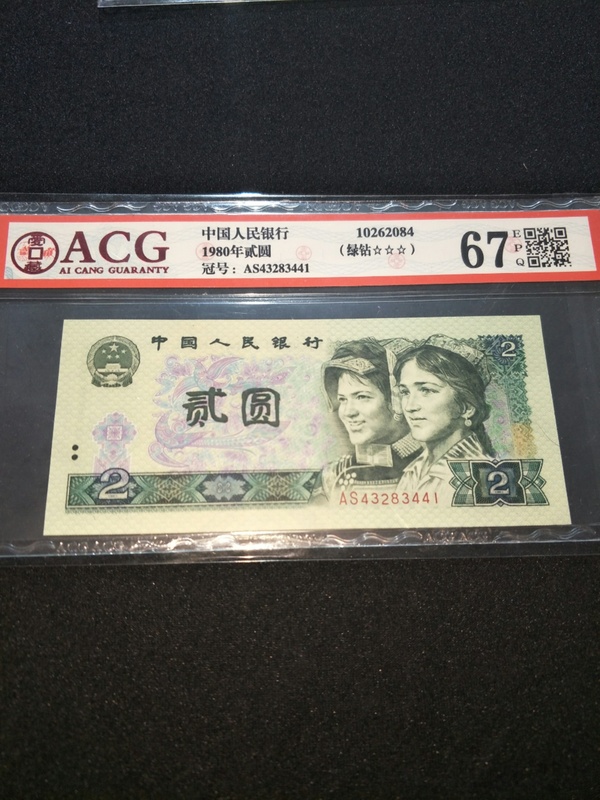 ACG
AI CANG GUARANTY
中国人民银行
1980年贰圆
冠号: AS43283441
10262084
(绿钻☆☆☆)
67
E
P
Q
中国人民银行
2
贰圆
2
AS43283441
2